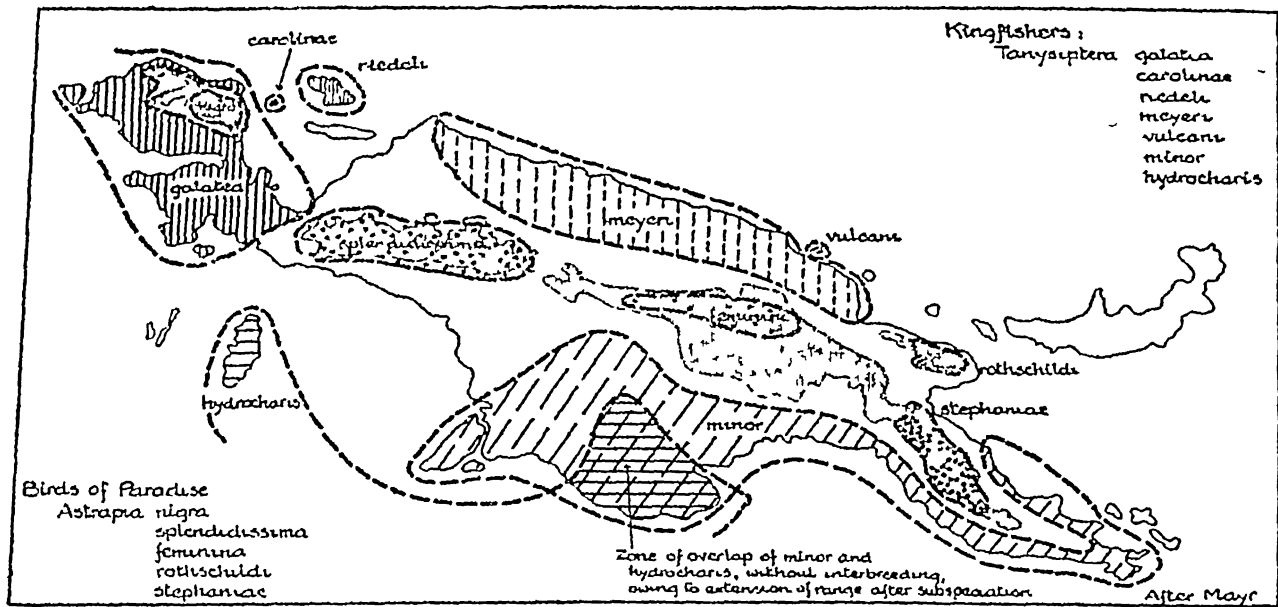 carolinae
riedeli
Kingfishers:
Tanysiptera galatea
carolinae
riedeli
meyeri
vulcani
minor
hydrocharis
nigra
galatea
meyeri
splendidissima
vulcani
feminina
rothschildi
stephaniae
hydrocharis
minor
Birds of Paradise
Astrapia nigra
splendidissima
feminina
rothschildi
stephaniae
Zone of overlap of minor and
hydrocharis, without interbreeding,
owing to extension of range after subspeciation
After Mayr